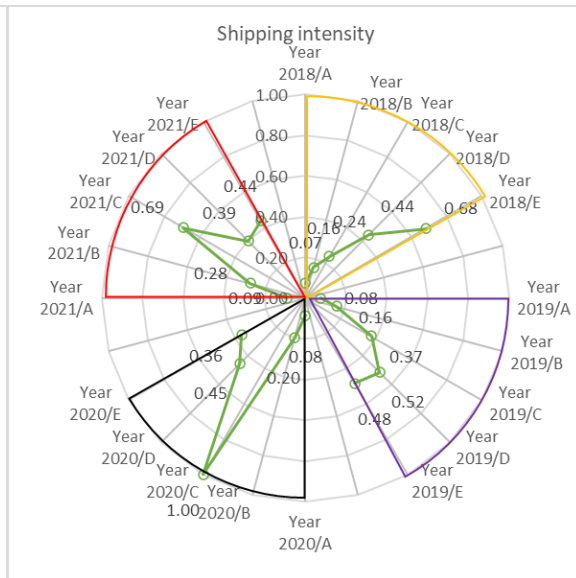 Shipping intensity
Year
2018/A
Year
2018/B
Year
2018/C
Year
2018/D
Year
2018/E
Year
2019/A
Year
2019/B
Year
2019/C
Year
2019/D
Year
2019/E
Year
2020/A
Year
2020/B
Year
2020/C
Year
2020/D
Year
2020/E
Year
2021/A
Year
2021/B
Year
2021/C
Year
2021/D
Year
2021/E
1.00
0.80
0.60
0.40
0.20
0.00
0.07
0.16
0.24
0.44
0.68
0.08
0.16
0.37
0.52
0.48
0.08
0.20
1.00
0.45
0.36
0.09
0.28
0.69
0.39
0.44